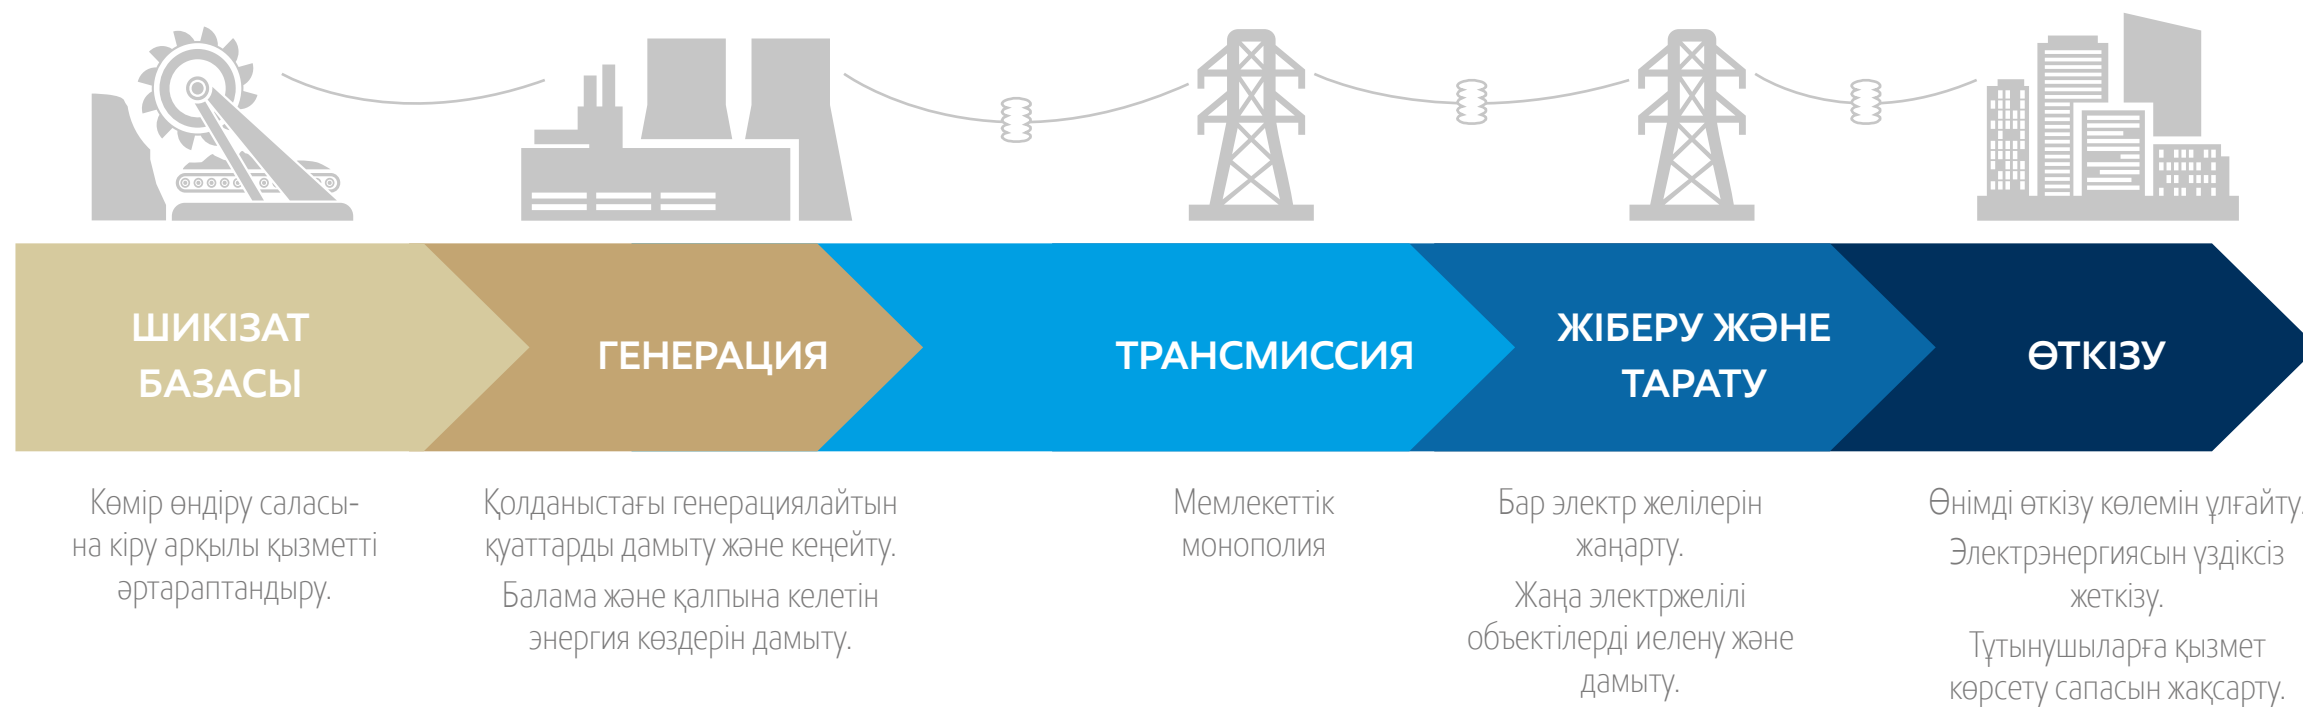 ШИКІЗАТ
БАЗАСЫ
ГЕНЕРАЦИЯ
ТРАНСМИССИЯ
ЖІБЕРУ ЖӘНЕ
ТАРАТУ
ӨТКІЗУ
Көмір өндіру саласы-
на кіру арқылы қызметті
әртараптандыру.
Қолданыстағы генерациялайтын
қуаттарды дамыту және кеңейту.
Балама және қалпына келетін
энергия көздерін дамыту.
Мемлекеттік
монополия
Бар электр желілерін
жаңарту.
Жаңа электржелілі
объектілерді иелену және
дамыту.
Өнімді өткізу көлемін ұлғайту.
Электрэнергиясын үздіксіз
жеткізу.
Тұтынушыларға қызмет
көрсету сапасын жақсарту.